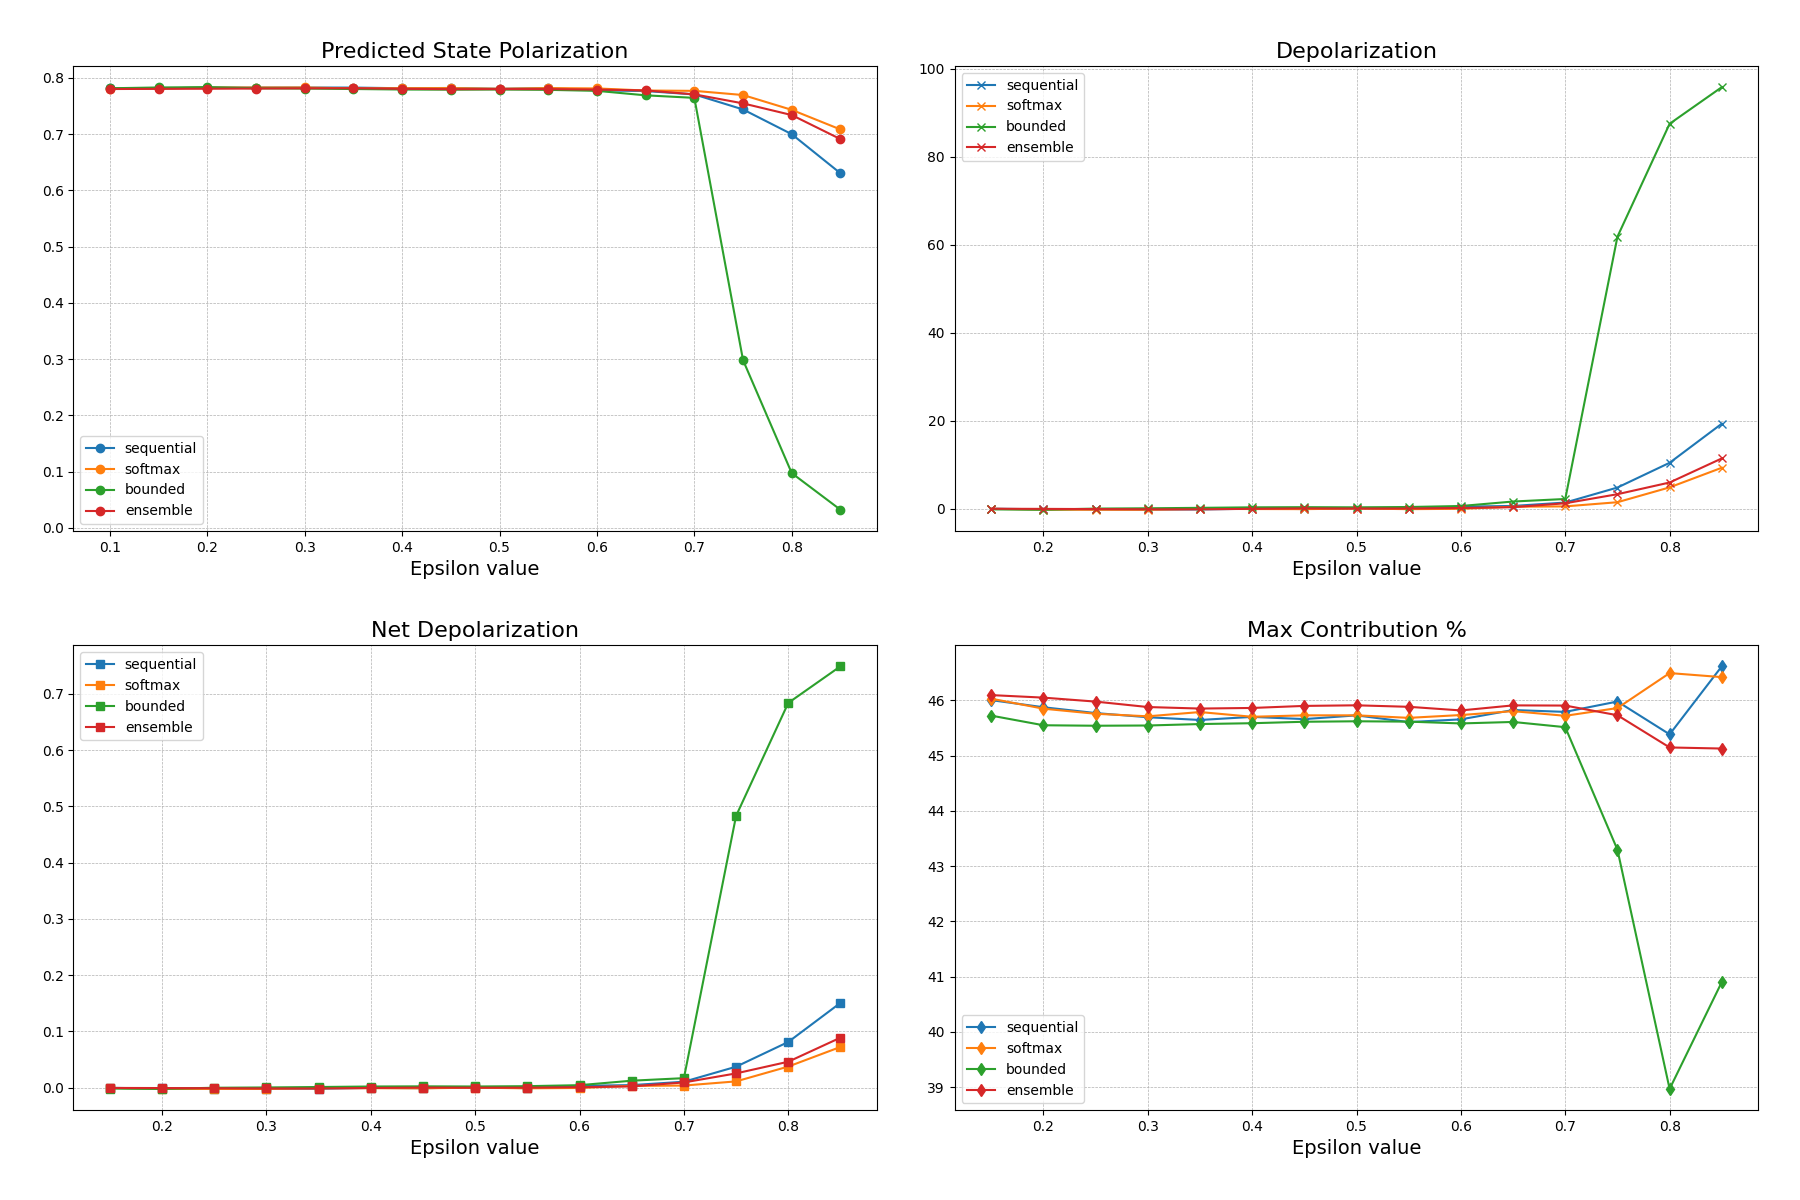 Predicted State Polarization
0.8
0.7
0.6
0.5
0.4
0.3
0.2
0.1
0.0
sequential
softmax
bounded
ensemble
0.1 0.2 0.3 0.4 0.5 0.6 0.7 0.8
Epsilon value
Depolarization
100
80
60
40
20
0
sequential
softmax
bounded
ensemble
0.2 0.3 0.4 0.5 0.6 0.7 0.8
Epsilon value
Net Depolarization
0.7
0.6
0.5
0.4
0.3
0.2
0.1
0.0
sequential
softmax
bounded
ensemble
0.2 0.3 0.4 0.5 0.6 0.7 0.8
Epsilon value
Max Contribution %
46
45
44
43
42
41
40
39
sequential
softmax
bounded
ensemble
0.2 0.3 0.4 0.5 0.6 0.7 0.8
Epsilon value